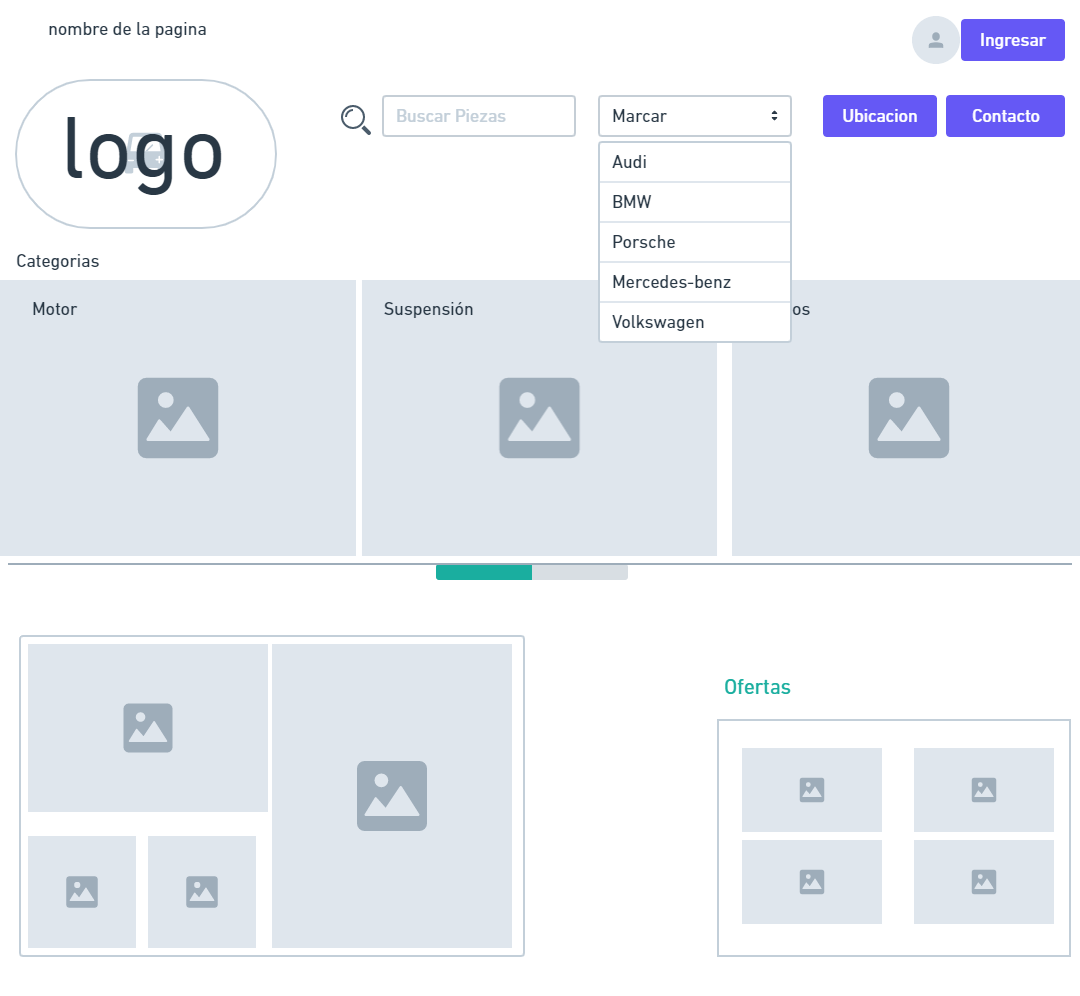 nombre de la pagina
Ingresar
logo
Buscar Piezas
Marcar
Ubicacion
Contacto
Audi
BMW
Porsche
Mercedes-benz
Volkswagen
Categorias
Motor
Suspensión
os
Ofertas